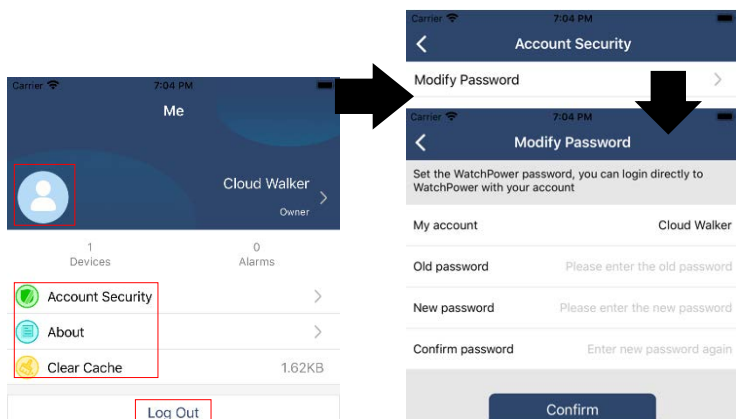 Carrier 7:04 PM
Me
Cloud Walker
Owner
1 0
Devices Alarms
Account Security
About
Clear Cache 1.62KB
Log Out
Carrier 7:04 PM
Account Security
Modify Password
Carrier 7:04 PM
Modify Password
Set the WatchPower password, you can login directly to
WatchPower with your account
My account Cloud Walker
Old password Please enter the old password
New password Please enter the new password
Confirm password Enter new password again
Confirm